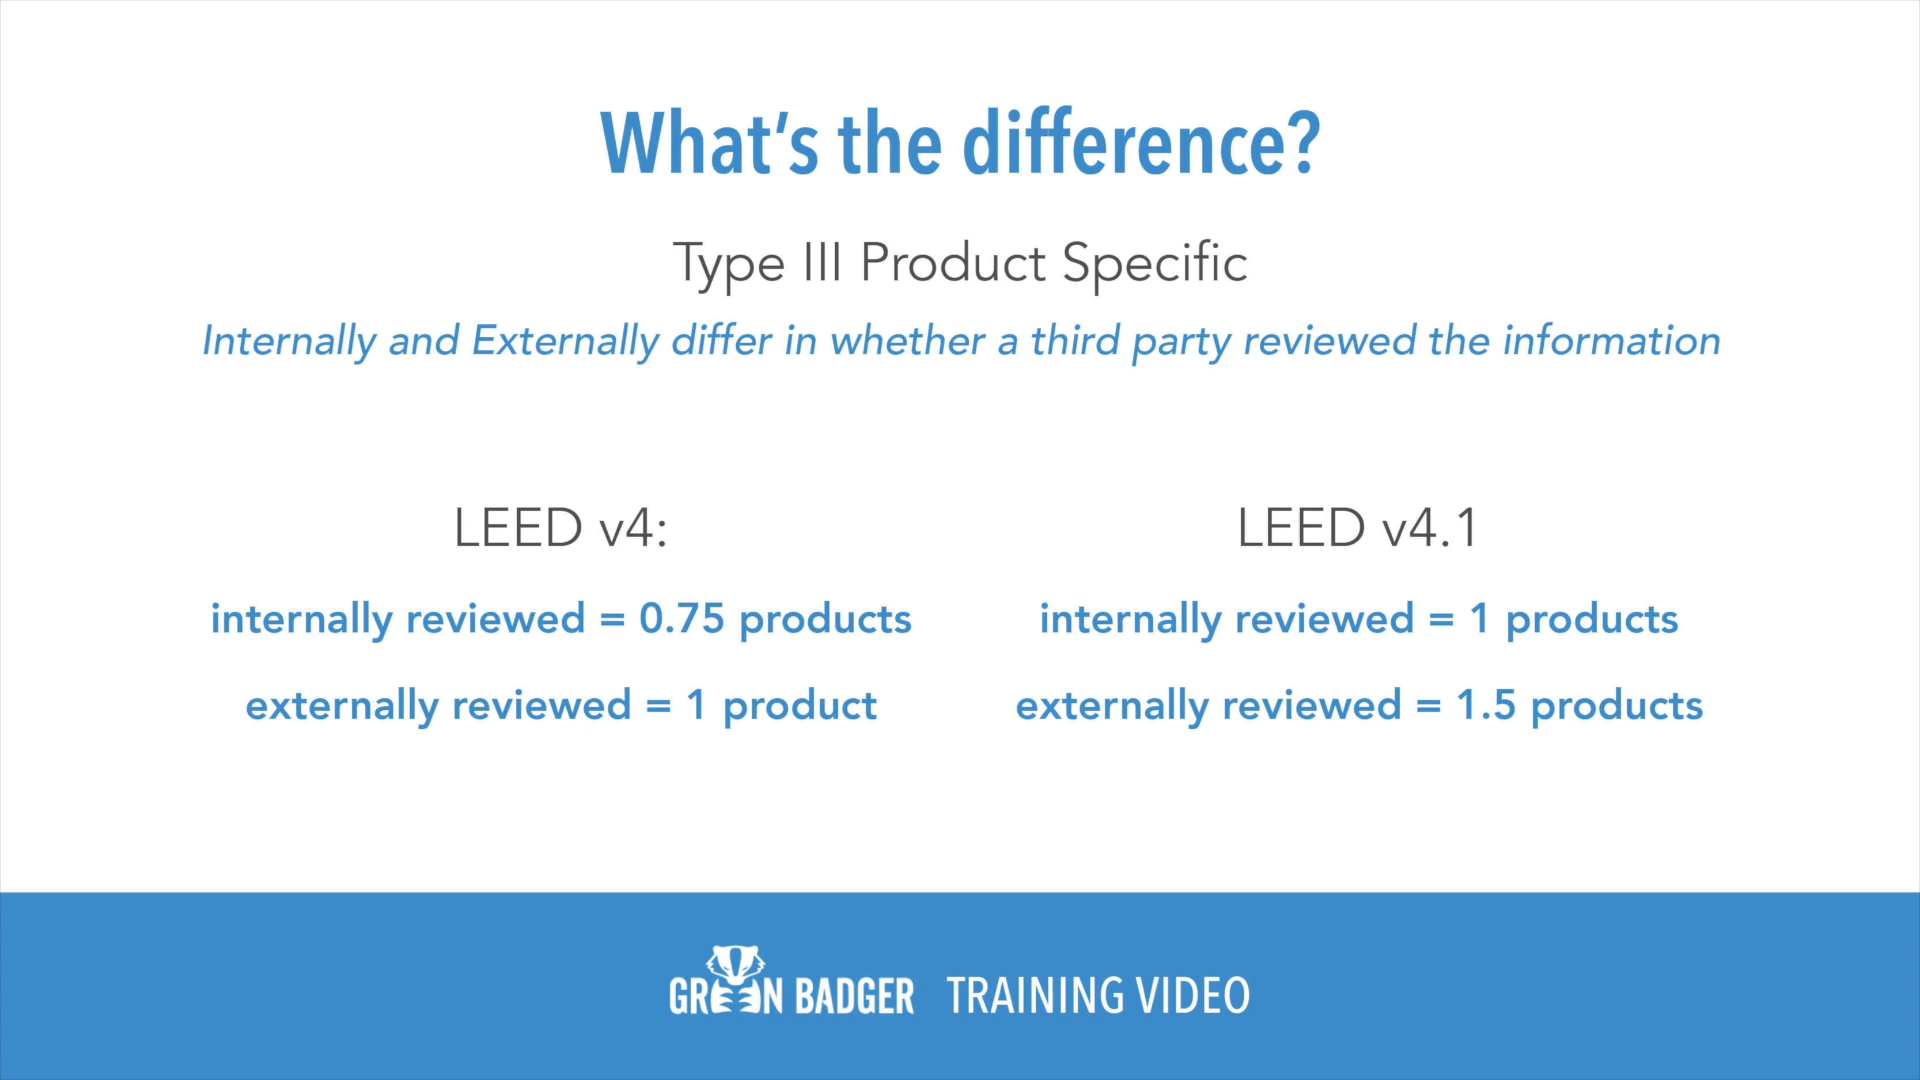 What's the difference?
Type III Product Specific
Internally and Externally differ in whether a third party reviewed the information
LEED v4:
internally reviewed = 0.75 products
externally reviewed = 1 product
LEED v4.1
internally reviewed = 1 products
externally reviewed = 1.5 products
GREEN BADGER TRAINING VIDEO